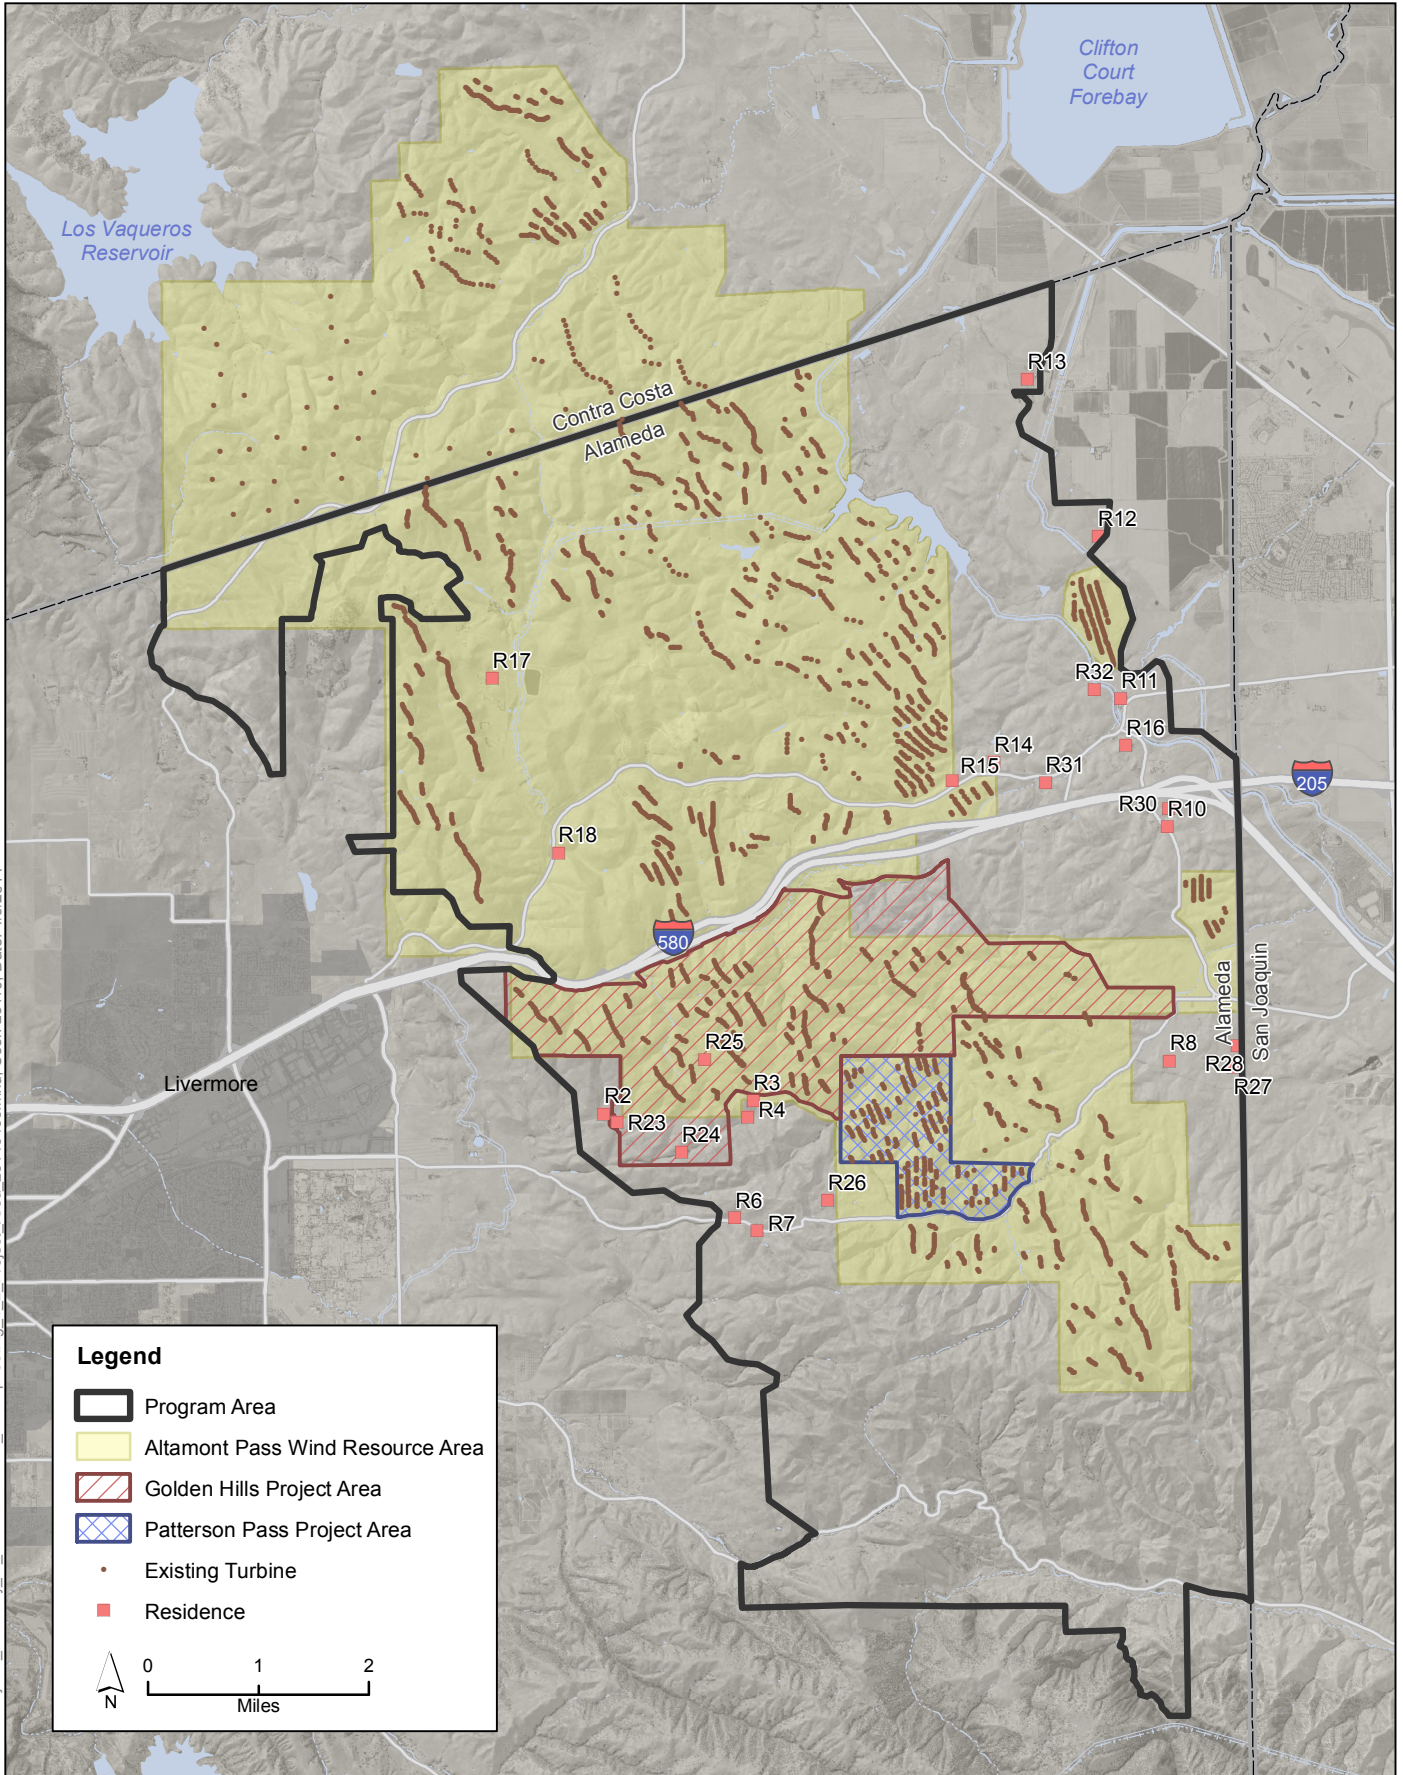 Clifton
Court
Forebay
Los Vaqueros
Reservoir
R13
Contra Costa
Alameda
R12
R17
R32
R11
R16
R14
R15
R31
205
R30
R10
R18
580
Alameda
San Joaquin
R25
R8
R28
R27
Livermore
R3
R2
R4
R23
R24
R26
R6
R7
Legend
Program Area
Altamont Pass Wind Resource Area
Golden Hills Project Area
Patterson Pass Project Area
Existing Turbine
Residence
N
0 1 2
Miles